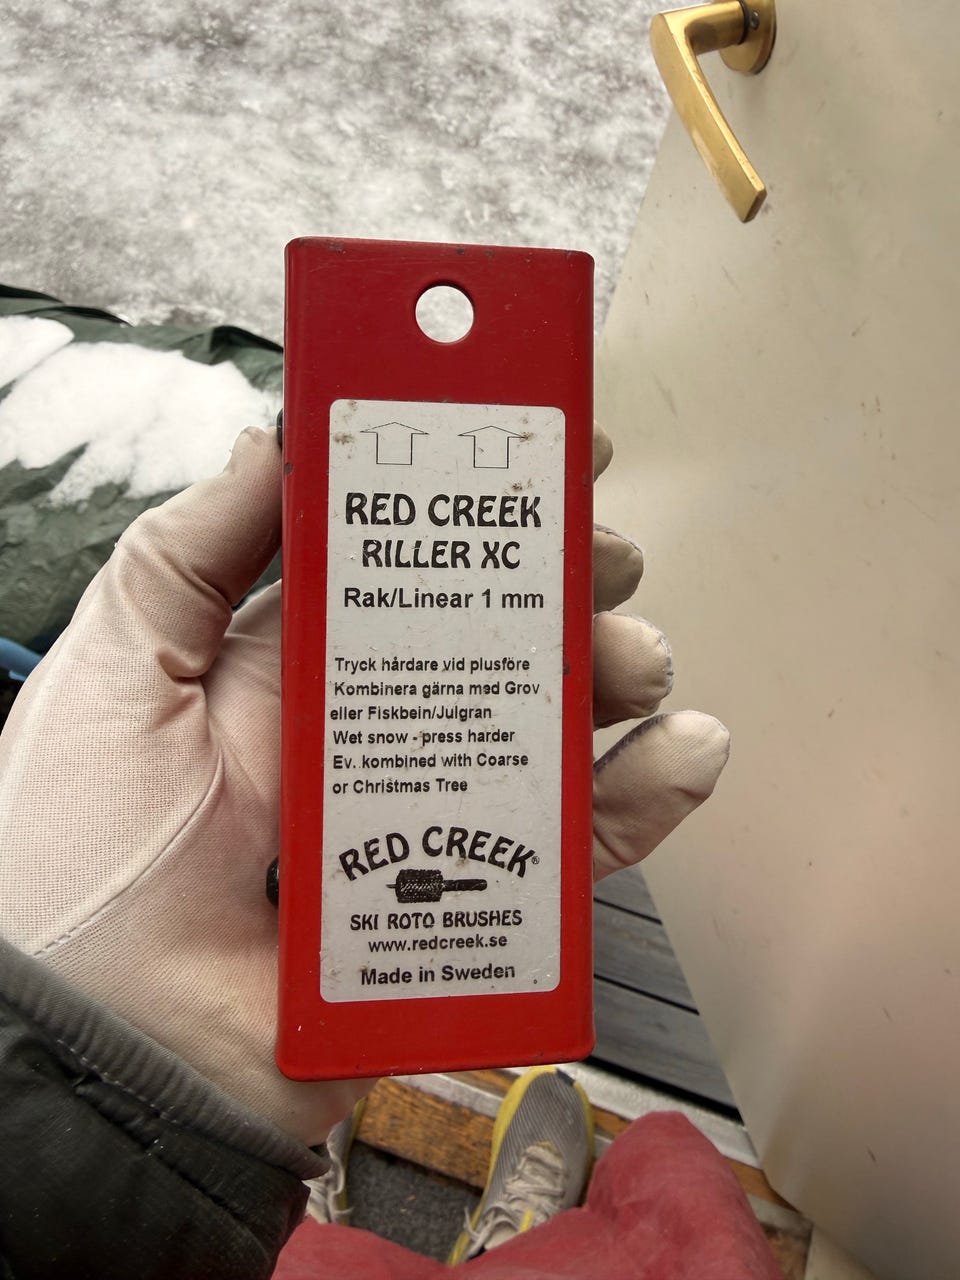 RED CREEK
RILLER XC
Rak/Linear 1 mm
Tryck hårdare vid plusföre
Kombinera gärna med Grov
eller Fiskbein/Julgran
Wet snow - press harder
Ev. kombined with Coarse
or Christmas Tree
RED CREEK®
SKI ROTO BRUSHES
www.redcreek.se
Made in Sweden